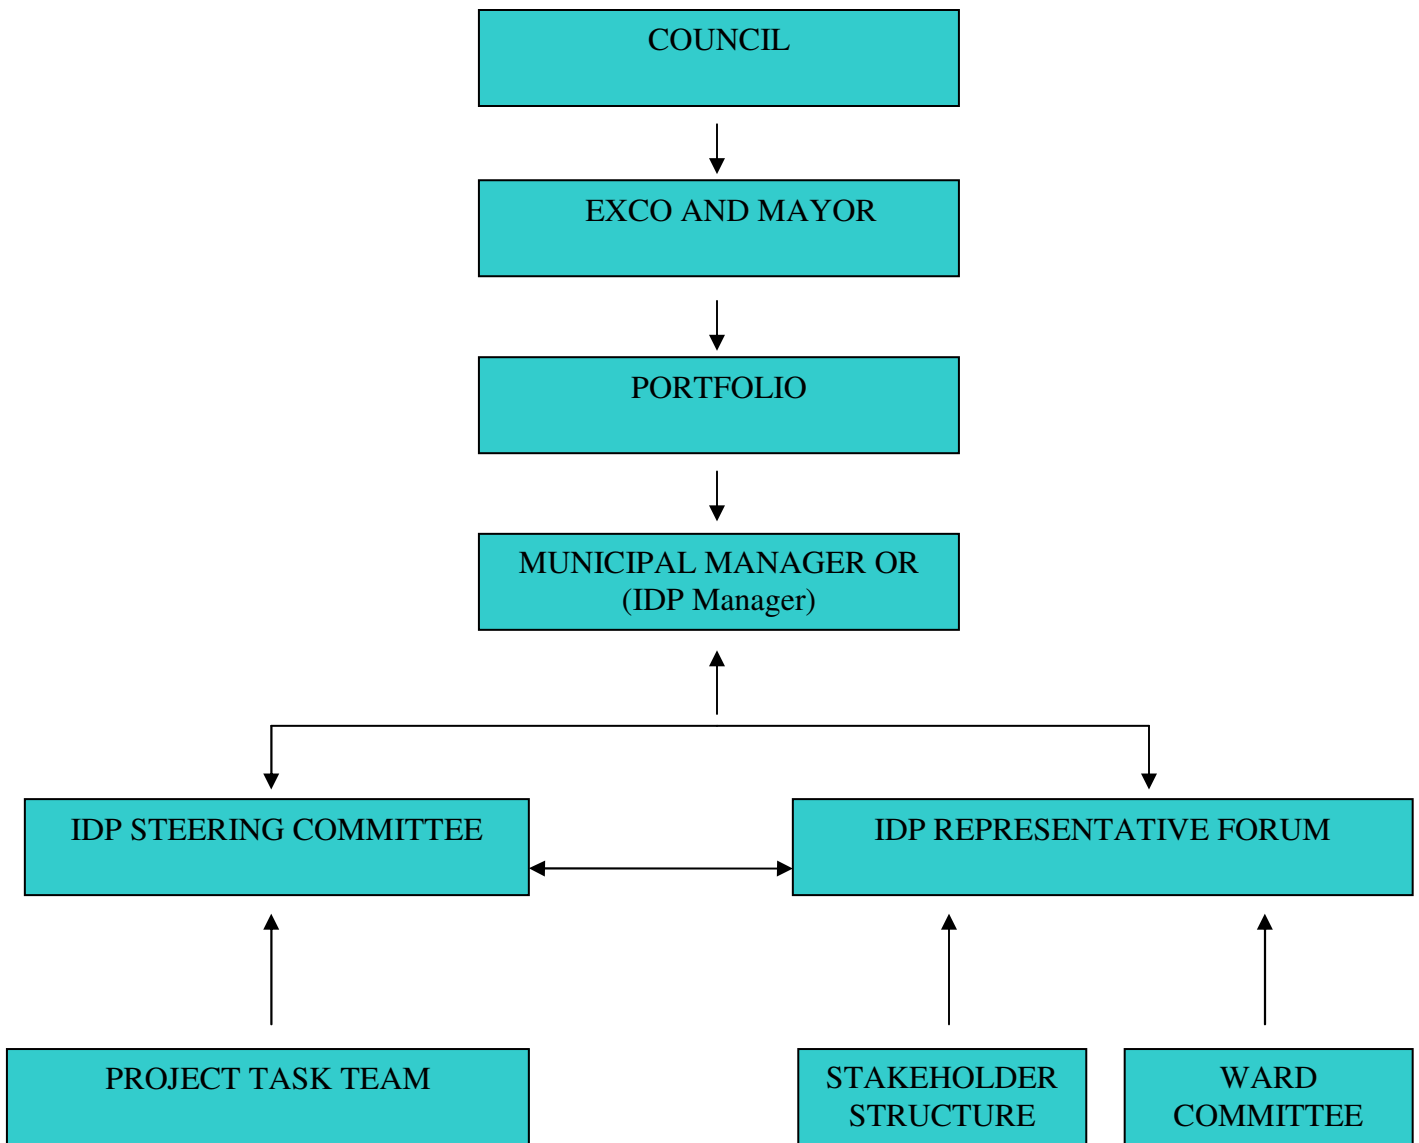 COUNCIL
EXCO AND MAYOR
PORTFOLIO
MUNICIPAL MANAGER OR
(IDP Manager)
IDP STEERING COMMITTEE
IDP REPRESENTATIVE FORUM
PROJECT TASK TEAM
STAKEHOLDER
STRUCTURE
WARD
COMMITTEE